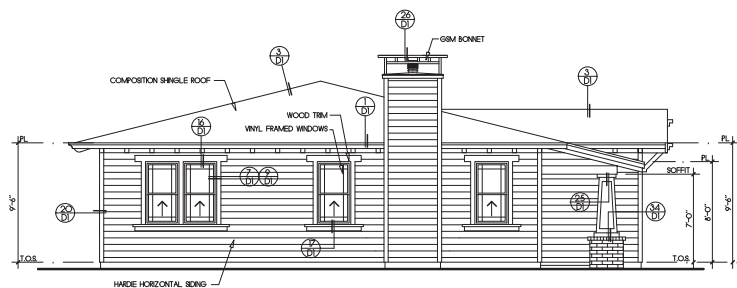 26
D1
GSM BONNET
3
D1
COMPOSITION SHINGLE ROOF
3
D1
1
D1
WOOD TRIM
VINYL FRAMED WINDOWS
16
D1
PL
PL
PL
SOFFIT
7
D1
9
D1
9'-6"
20
D1
25
D1
34
D1
7'-0"
8'-0"
9'-6"
17
D1
T.O.S.
T.O.S.
HARDIE HORIZONTAL SIDING